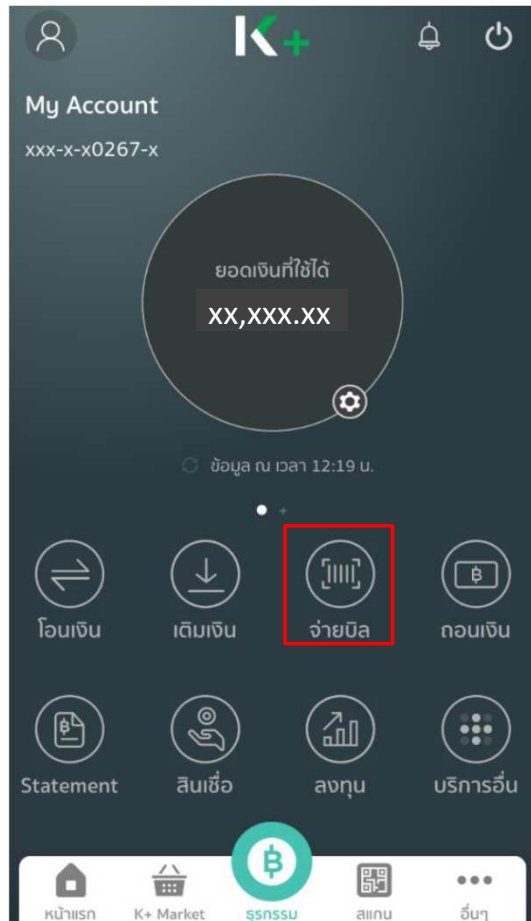 K+
My Account
xxx-x-x0267-x
ยอดเงินที่ใช้ได้
xx,xxx.xx
ข้อมูล ณ เวลา 12:19 น.
โอนเงิน เติมเงิน จ่ายบิล ถอนเงิน
Statement สินเชื่อ ลงทุน บริการอื่น
หน้าแรก K+ Market ธุรกรรม สแกน อื่นๆ